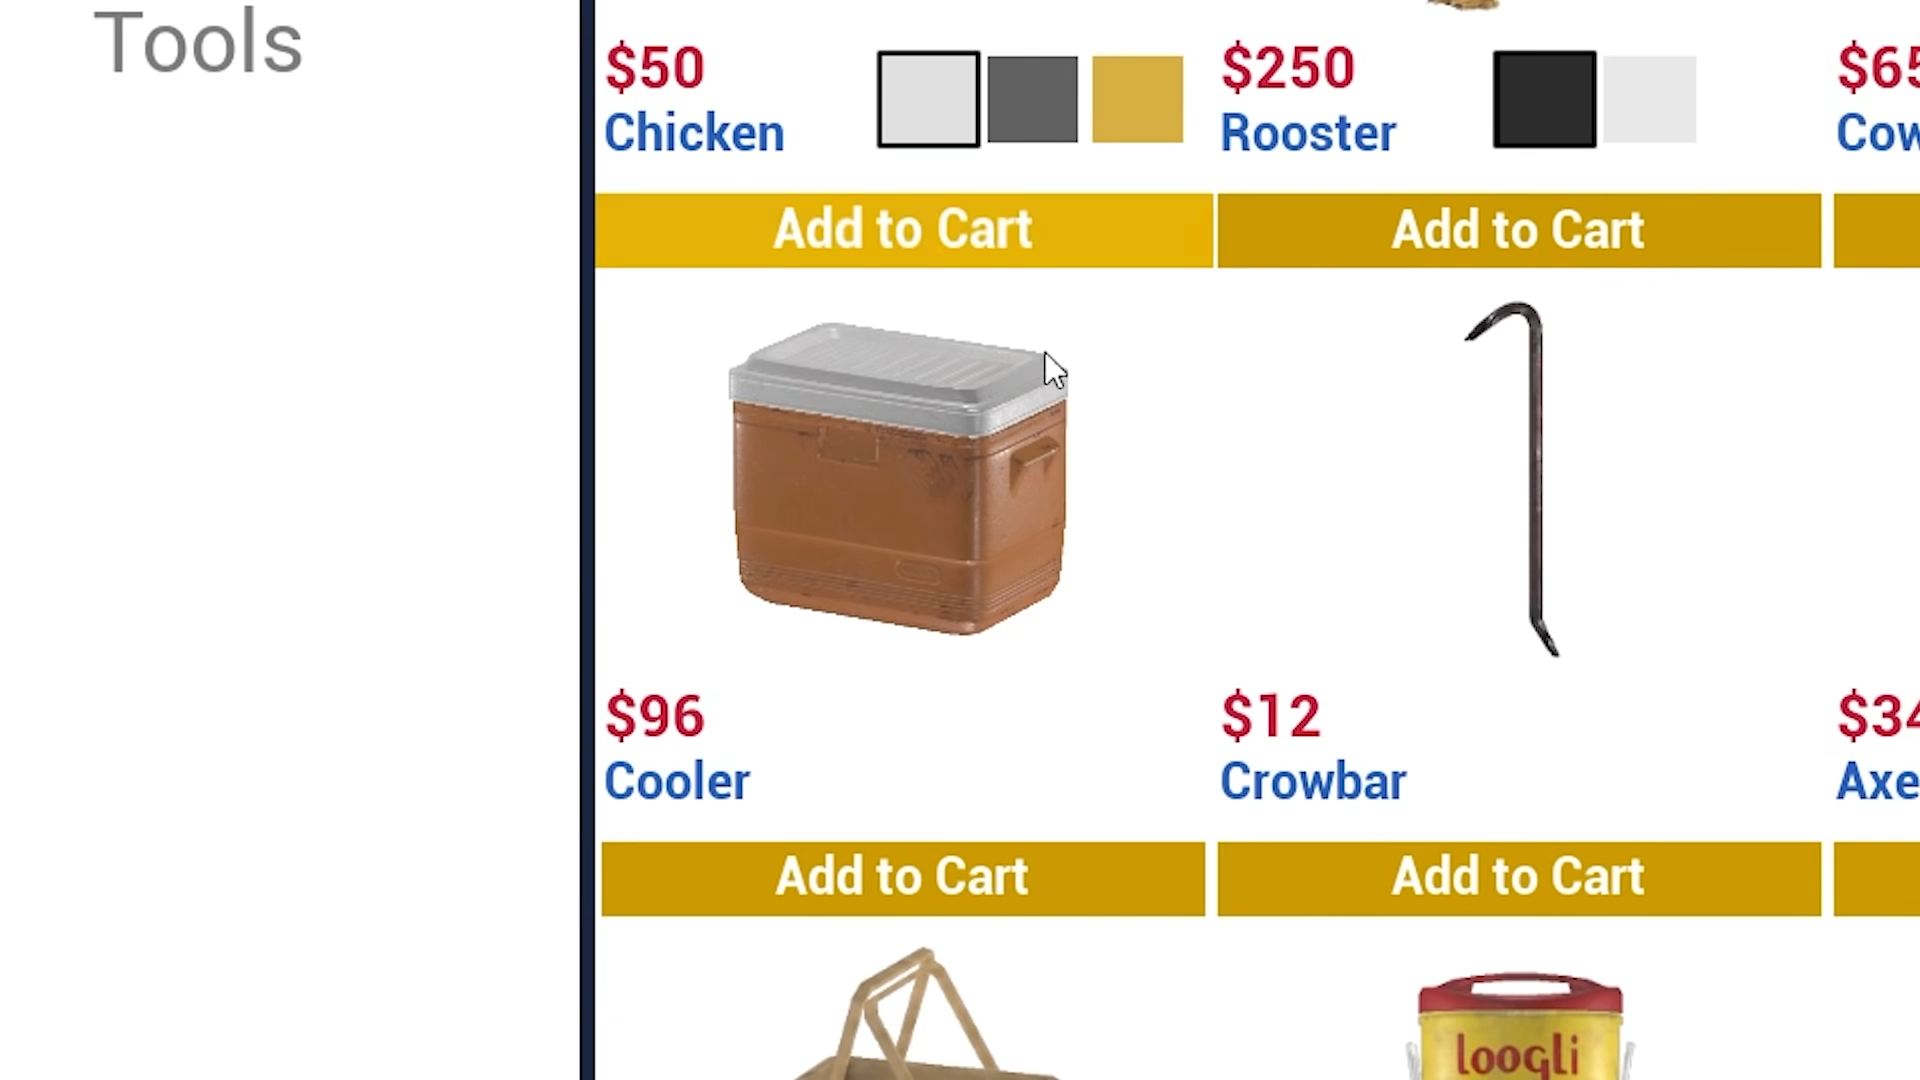 Tools
$50
Chicken
Add to Cart
$250
Rooster
Add to Cart
$96
Cooler
Add to Cart
$12
Crowbar
Add to Cart
Axe
loogli